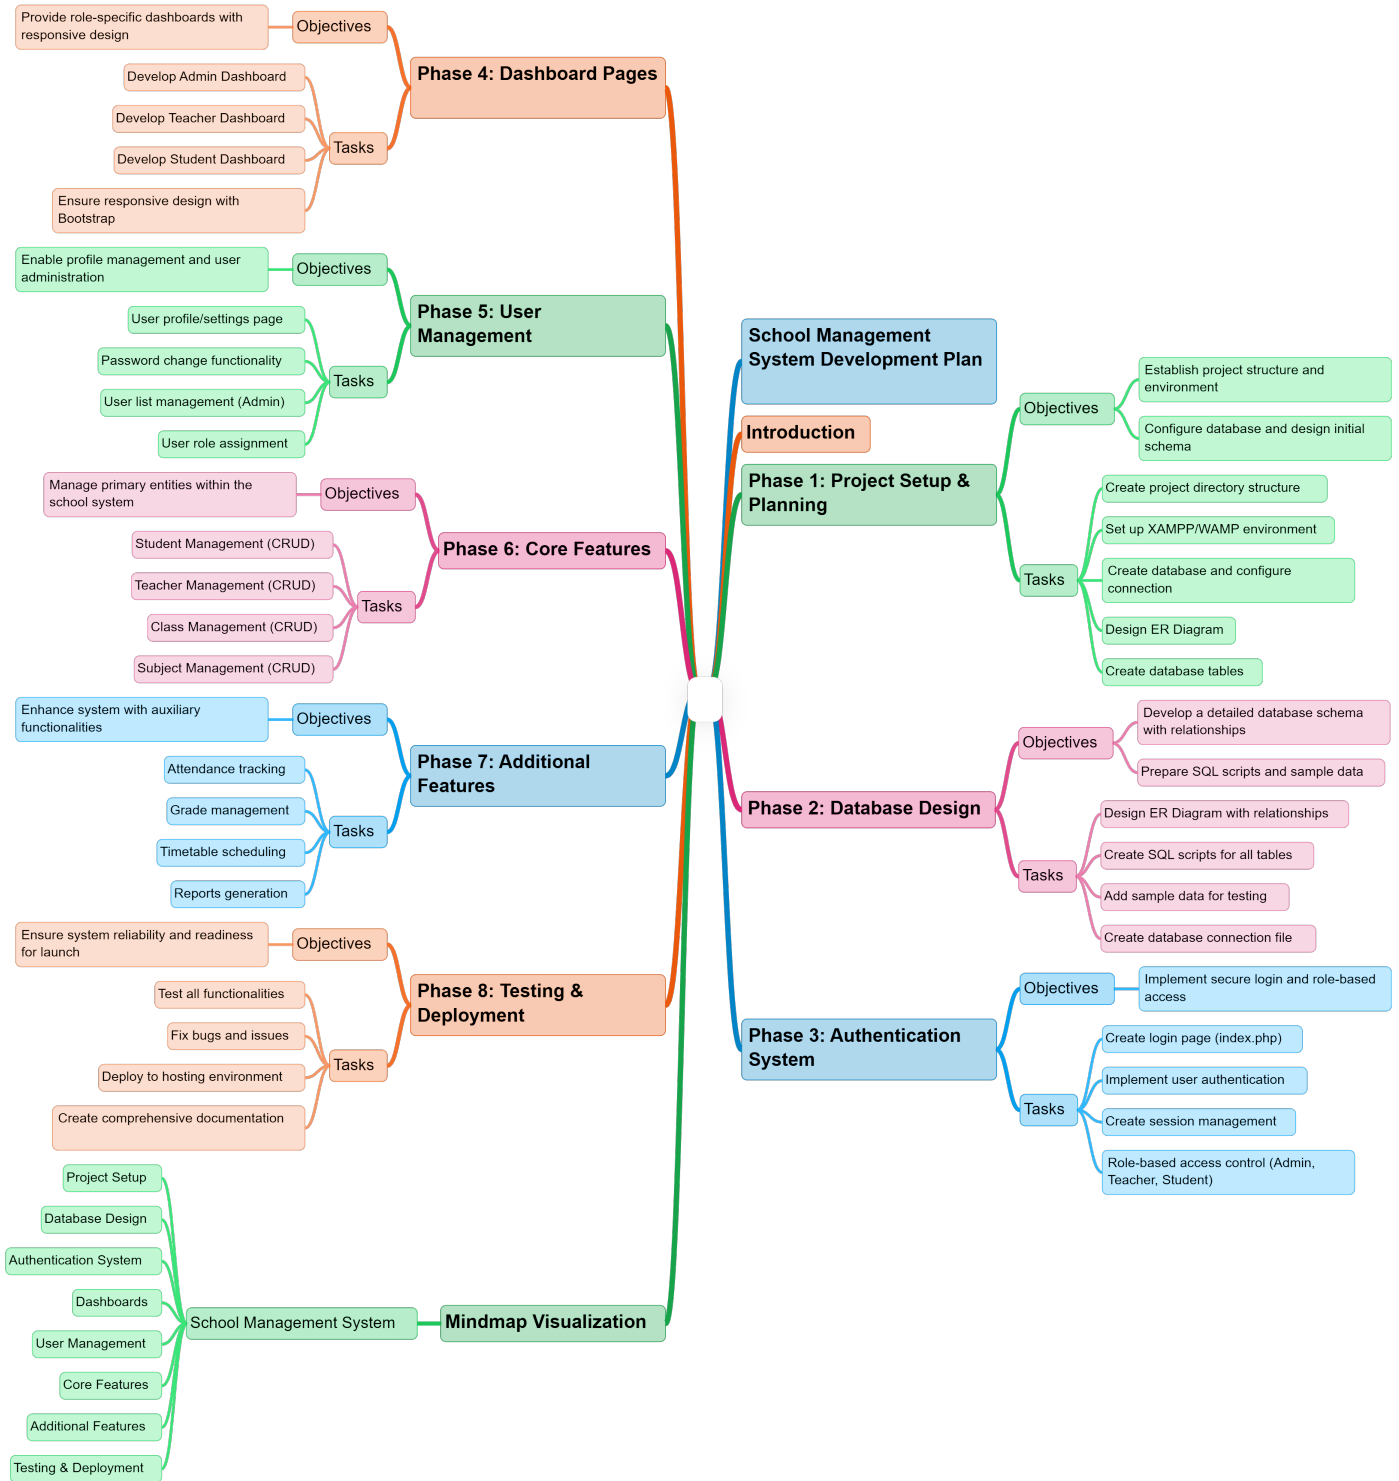 Provide role-specific dashboards with
responsive design
Objectives
Phase 4: Dashboard Pages
Develop Admin Dashboard
Develop Teacher Dashboard
Develop Student Dashboard
Ensure responsive design with
Bootstrap
Tasks
Enable profile management and user
administration
Objectives
Phase 5: User
Management
User profile/settings page
Password change functionality
User list management (Admin)
User role assignment
Tasks
Manage primary entities within the
school system
Objectives
Phase 6: Core Features
Student Management (CRUD)
Teacher Management (CRUD)
Class Management (CRUD)
Subject Management (CRUD)
Tasks
Enhance system with auxiliary
functionalities
Objectives
Phase 7: Additional
Features
Attendance tracking
Grade management
Timetable scheduling
Reports generation
Tasks
Ensure system reliability and readiness
for launch
Objectives
Phase 8: Testing &
Deployment
Test all functionalities
Fix bugs and issues
Deploy to hosting environment
Create comprehensive documentation
Tasks
Project Setup
Database Design
Authentication System
Dashboards
User Management
Core Features
Additional Features
Testing & Deployment
School Management System
Mindmap Visualization
School Management
System Development Plan
Introduction
Phase 1: Project Setup &
Planning
Objectives
Establish project structure and
environment
Configure database and design initial
schema
Tasks
Create project directory structure
Set up XAMPP/WAMP environment
Create database and configure
connection
Design ER Diagram
Create database tables
Phase 2: Database Design
Objectives
Develop a detailed database schema
with relationships
Prepare SQL scripts and sample data
Tasks
Design ER Diagram with relationships
Create SQL scripts for all tables
Add sample data for testing
Create database connection file
Phase 3: Authentication
System
Objectives
Implement secure login and role-based
access
Tasks
Create login page (index.php)
Implement user authentication
Create session management
Role-based access control (Admin,
Teacher, Student)